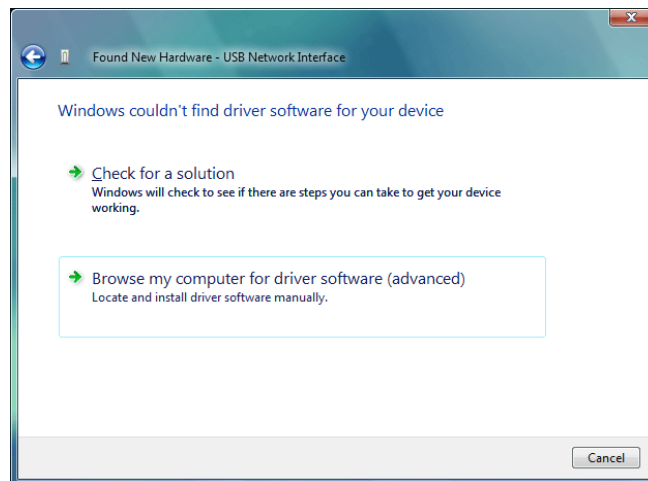 Found New Hardware - USB Network Interface
Windows couldn't find driver software for your device
Check for a solution
Windows will check to see if there are steps you can take to get your device
working.
Browse my computer for driver software (advanced)
Locate and install driver software manually.
Cancel